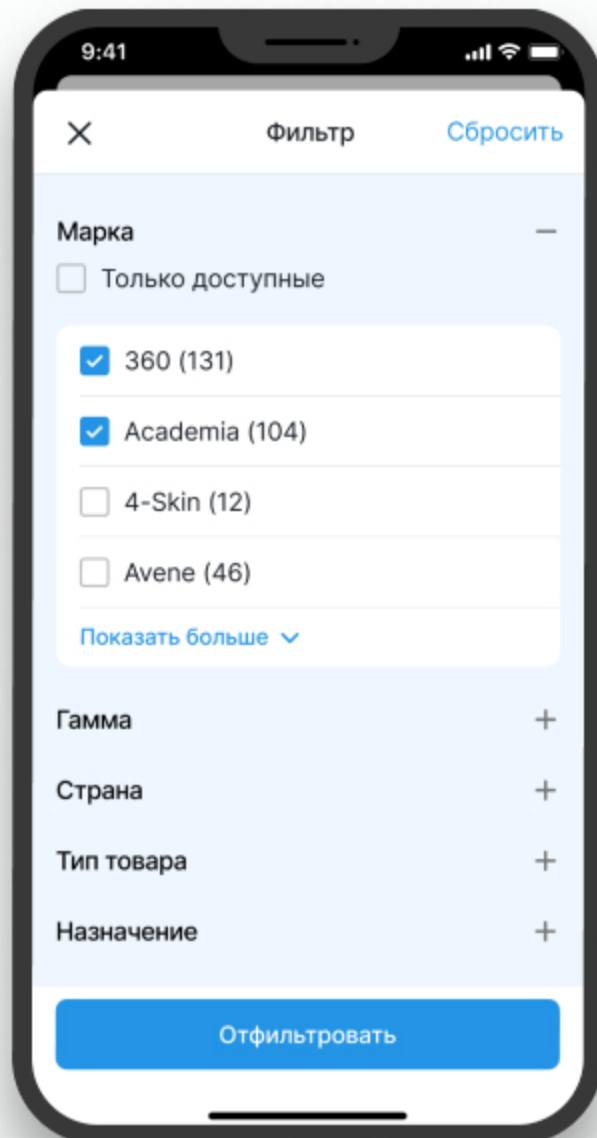 9:41
Фильтр
Сбросить
Марка
Только доступные
360 (131)
Academia (104)
4-Skin (12)
Avene (46)
Показать больше
Гамма
Страна
Тип товара
Назначение
Отфильтровать